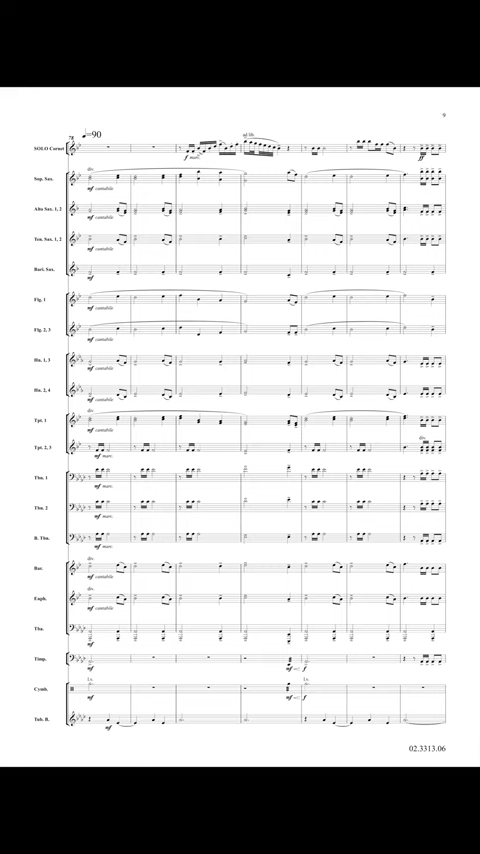 9
78 ♩=90
ad lib.
SOLO Cornet
f marc.
ff
div.
Sop. Sax.
mf cantabile
Alto Sax. 1, 2
mf cantabile
Ten. Sax. 1, 2
mf cantabile
Bari. Sax.
mf
Flg. 1
mf cantabile
Flg. 2, 3
mf cantabile
Hn. 1, 3
mf cantabile
Hn. 2, 4
mf cantabile
div.
Tpt. 1
mf cantabile
div.
Tpt. 2, 3
mf marc.
Tbn. 1
mf marc.
Tbn. 2
mf marc.
B. Tbn.
mf marc.
div.
Bar.
mf cantabile
div.
Euph.
mf cantabile
Tba.
mf
Timp.
mf mf f
l.v. l.v.
Cymb.
mf mf f
Tub. B.
mf
02.3313.06